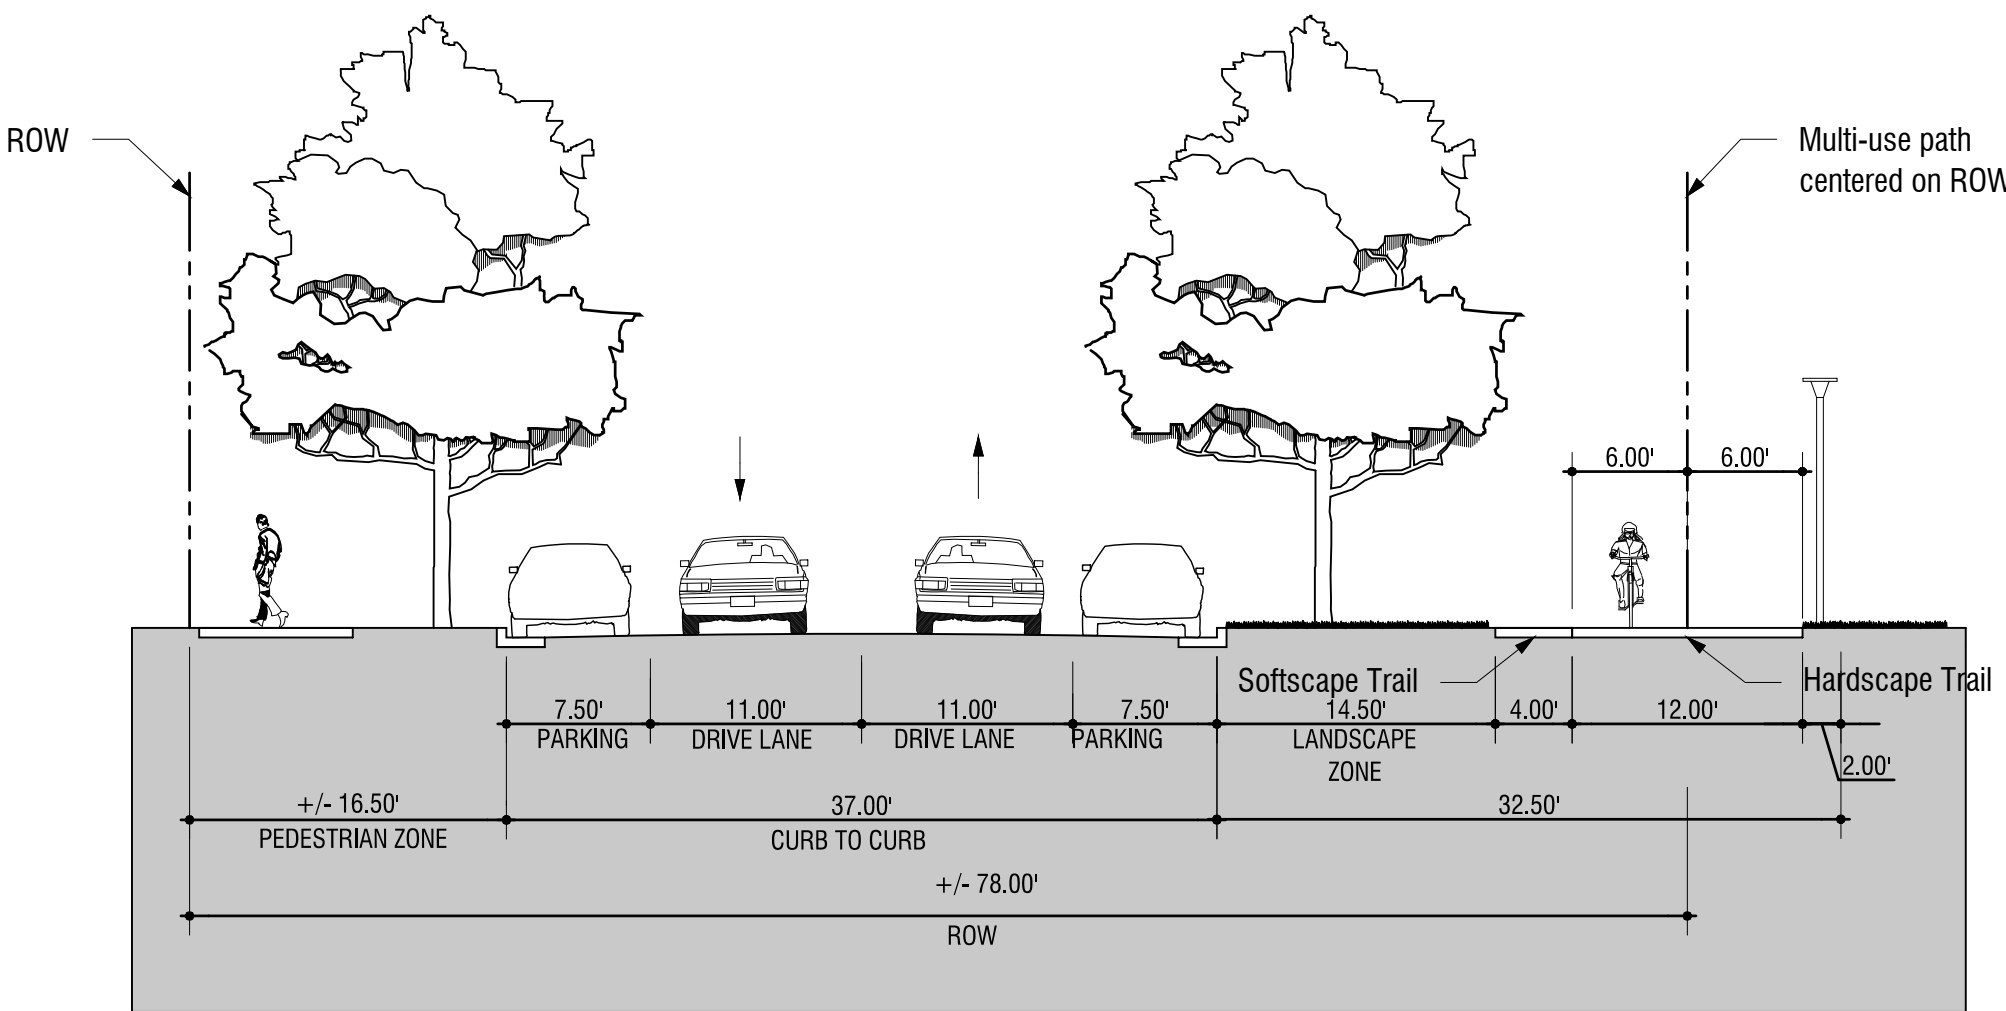 ROW
Multi-use path
centered on ROW
6.00' 6.00'
Softscape Trail
Hardscape Trail
7.50' 11.00' 11.00' 7.50' 14.50' 4.00' 12.00'
PARKING DRIVE LANE DRIVE LANE PARKING LANDSCAPE
ZONE
2.00'
+/- 16.50' 37.00' 32.50'
PEDESTRIAN ZONE CURB TO CURB
+/- 78.00'
ROW